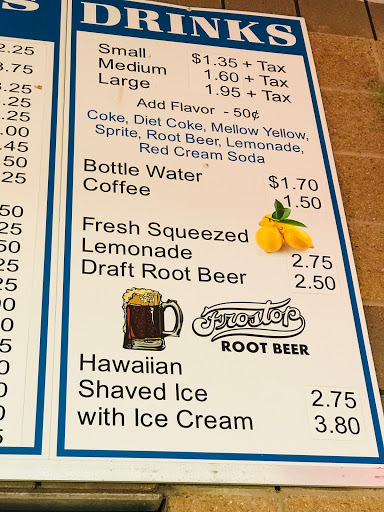 S
DRINKS
Small $1.35 + Tax
Medium 1.60 + Tax
Large 1.95 + Tax
Add Flavor - 50¢
Coke, Diet Coke, Mellow Yellow,
Sprite, Root Beer, Lemonade,
Red Cream Soda
Bottle Water $1.70
Coffee 1.50
Fresh Squeezed
Lemonade 2.75
Draft Root Beer 2.50
Frostop
ROOT BEER
Hawaiian
Shaved Ice 2.75
with Ice Cream 3.80